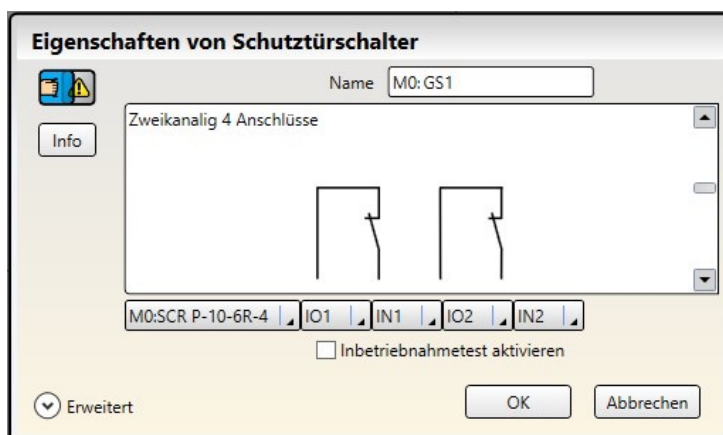 Eigenschaften von Schutztürschalter
Name M0:GS1
Info
Zweikanalig 4 Anschlüsse
M0:SCR P-10-6R-4 IO1 IN1 IO2 IN2
Inbetriebnahmetest aktivieren
Erweitert OK Abbrechen